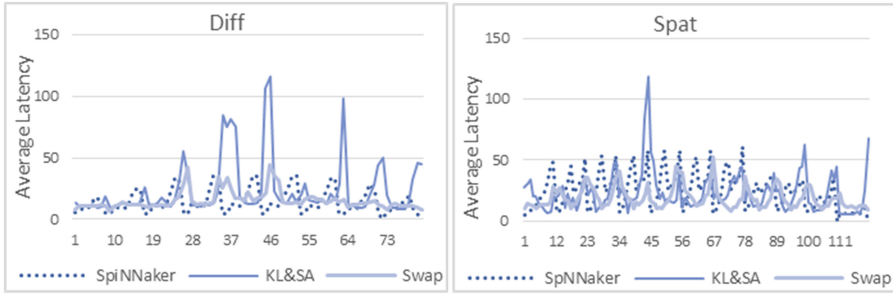 Diff
150
100
50
0
Average Latency
1 10 19 28 37 46 55 64 73
SpiNNaker KL&SA Swap
Spat
150
100
50
0
Average Latency
1 12 23 34 45 56 67 78 89 100 111
SpNNaker KL&SA Swap